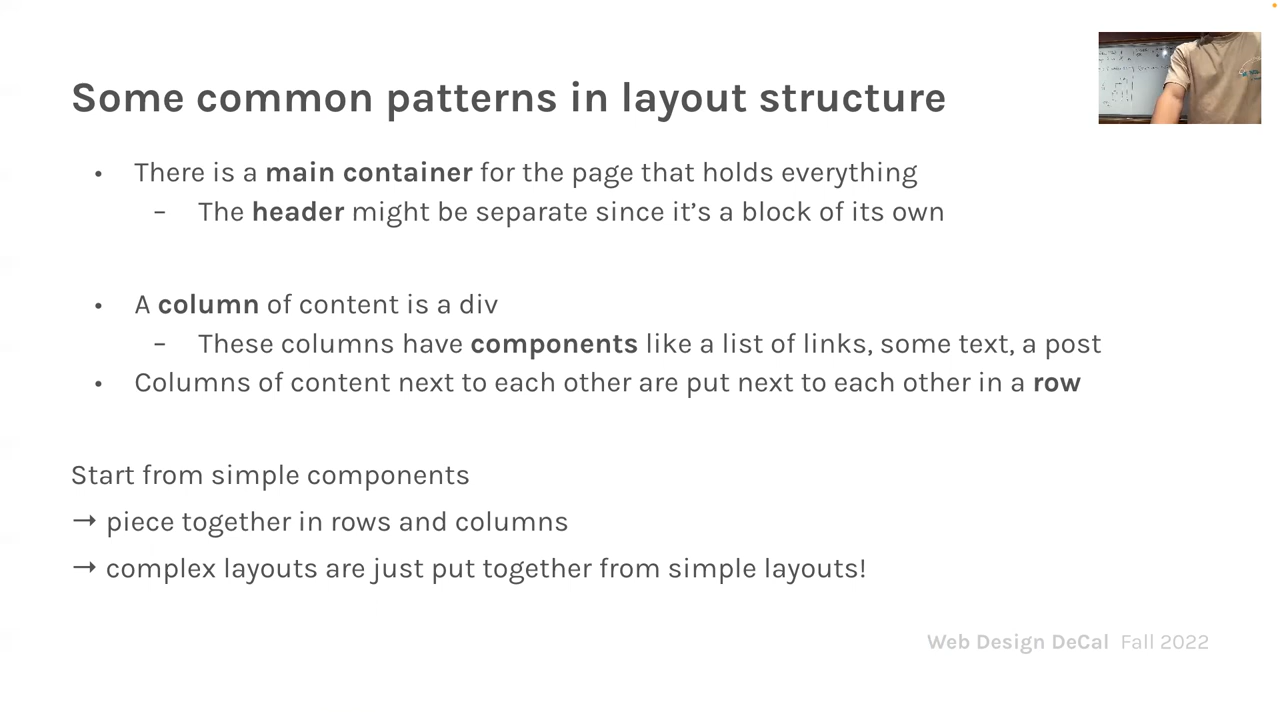 Some common patterns in layout structure
• There is a main container for the page that holds everything
– The header might be separate since it’s a block of its own
• A column of content is a div
– These columns have components like a list of links, some text, a post
• Columns of content next to each other are put next to each other in a row
Start from simple components
→ piece together in rows and columns
→ complex layouts are just put together from simple layouts!
Web Design DeCal Fall 2022